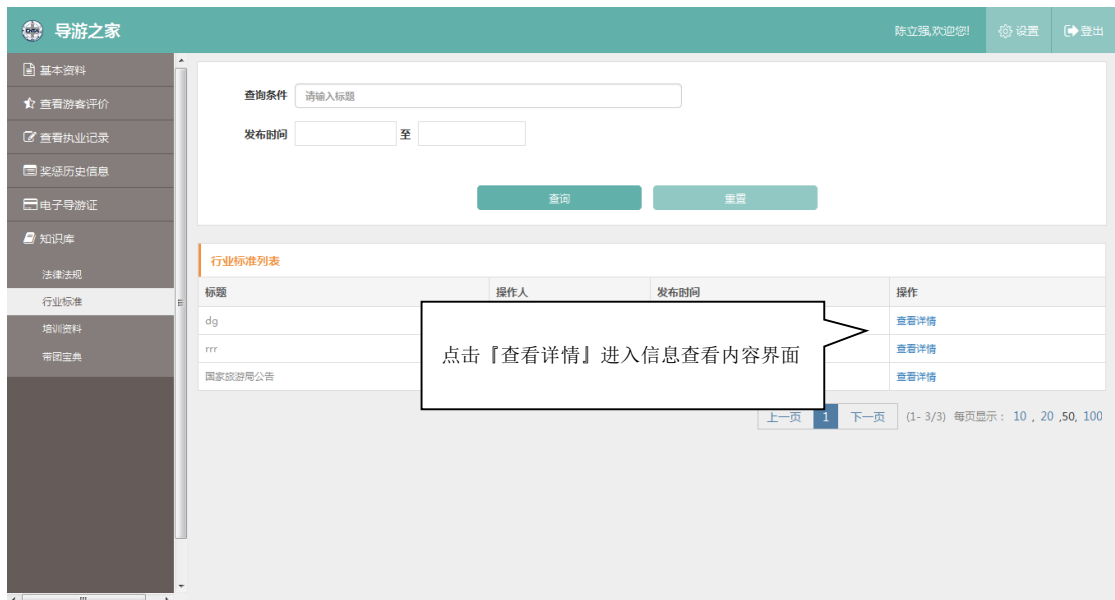 导游之家
陈立强,欢迎您!
设置
登出
基本资料
查看游客评价
查看执业记录
奖惩历史信息
电子导游证
知识库
法律法规
行业标准
培训资料
带团宝典
查询条件 请输入标题
发布时间 至
查询 重置
行业标准列表
标题 操作人 发布时间 操作
dg 查看详情
rrr 查看详情
国家旅游局公告 查看详情
点击『查看详情』进入信息查看内容界面
上一页 1 下一页 (1- 3/3) 每页显示： 10 , 20 ,50, 100